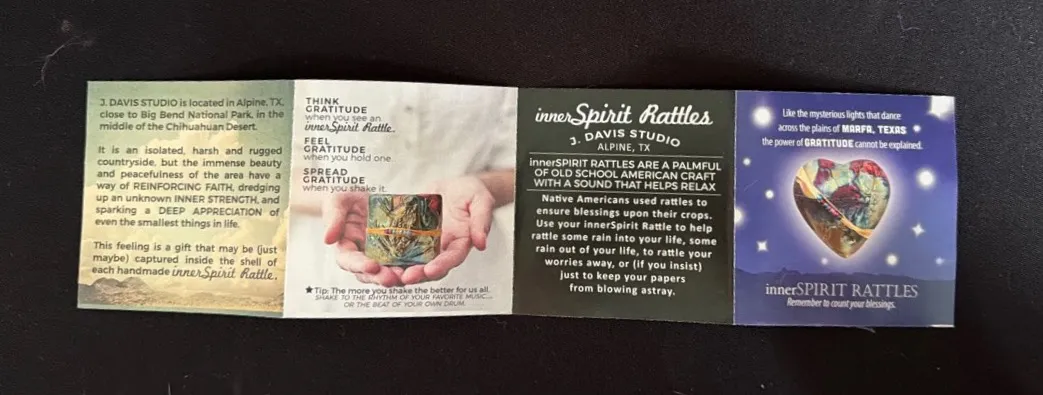 J. DAVIS STUDIO is located in Alpine, TX,
close to Big Bend National Park, in the
middle of the Chihuahuan Desert.
It is an isolated, harsh and rugged
countryside, but the immense beauty
and peacefulness of the area have a
way of REINFORCING FAITH, dredging
up an unknown INNER STRENGTH, and
sparking a DEEP APPRECIATION of
even the smallest things in life.
This feeling is a gift that may be (just
maybe) captured inside the shell of
each handmade innerSpirit Rattle.
THINK
GRATITUDE
when you see an
innerSpirit Rattle.
FEEL
GRATITUDE
when you hold one.
SPREAD
GRATITUDE
when you shake it.
★Tip: The more you shake the better for us all.
SHAKE TO THE RHYTHM OF YOUR FAVORITE MUSIC...
OR THE BEAT OF YOUR OWN DRUM.
innerSpirit Rattles
J. DAVIS STUDIO
ALPINE, TX
innerSPIRIT RATTLES ARE A PALMFUL
OF OLD SCHOOL AMERICAN CRAFT
WITH A SOUND THAT HELPS RELAX
Native Americans used rattles to
ensure blessings upon their crops.
Use your innerSpirit Rattle to help
rattle some rain into your life, some
rain out of your life, to rattle your
worries away, or (if you insist)
just to keep your papers
from blowing astray.
Like the mysterious lights that dance
across the plains of MARFA, TEXAS
the power of GRATITUDE cannot be explained.
innerSPIRIT RATTLES
Remember to count your blessings.